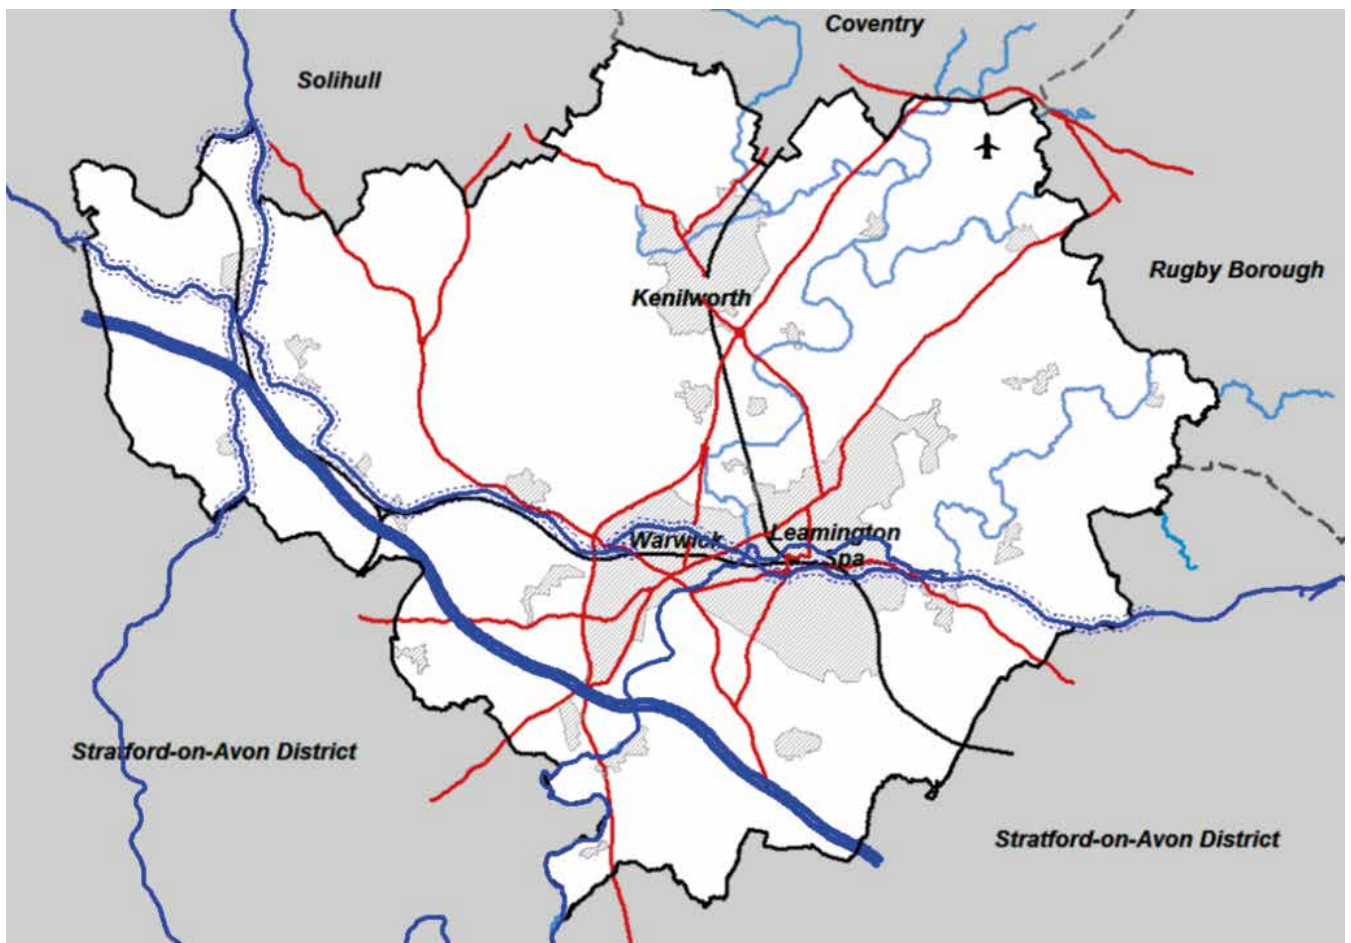 Coventry
Solihull
Rugby Borough
Kenilworth
Warwick
Leamington
Spa
Stratford-on-Avon District
Stratford-on-Avon District